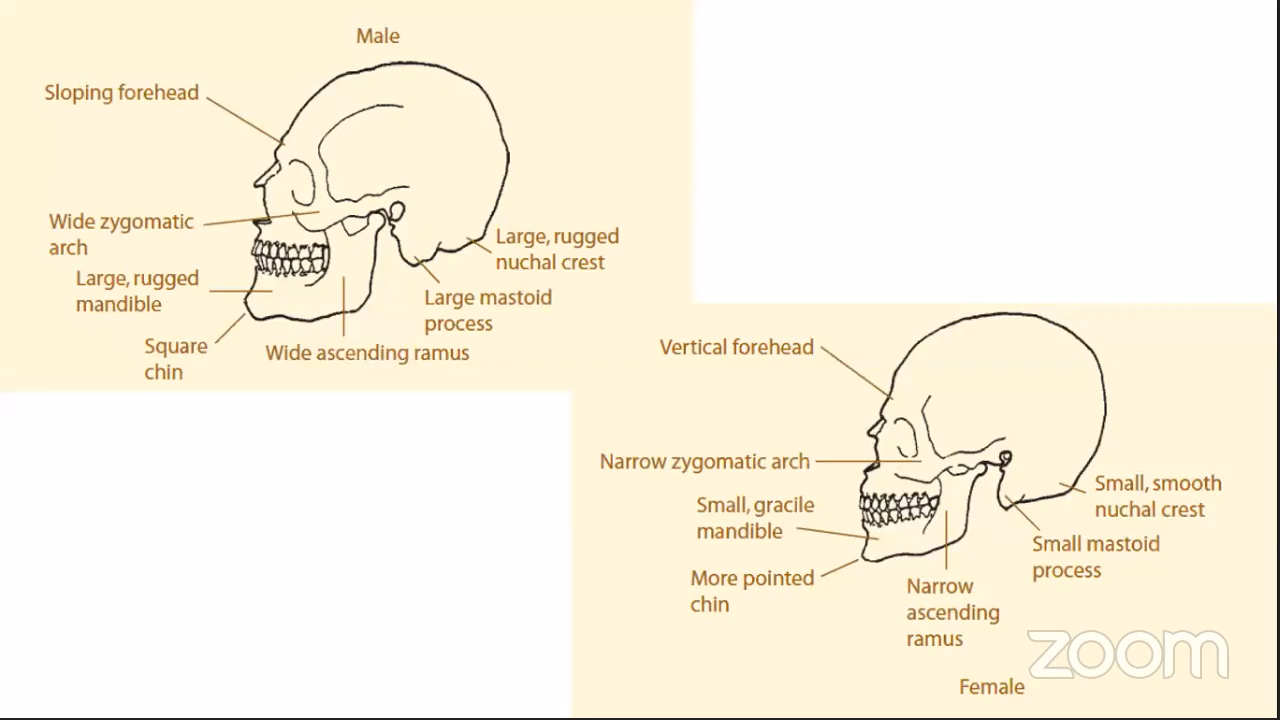 Male
Sloping forehead
Wide zygomatic
arch
Large, rugged
mandible
Square
chin
Wide ascending ramus
Large mastoid
process
Large, rugged
nuchal crest
Vertical forehead
Narrow zygomatic arch
Small, gracile
mandible
More pointed
chin
Narrow
ascending
ramus
Small mastoid
process
Small, smooth
nuchal crest
Female
zoom